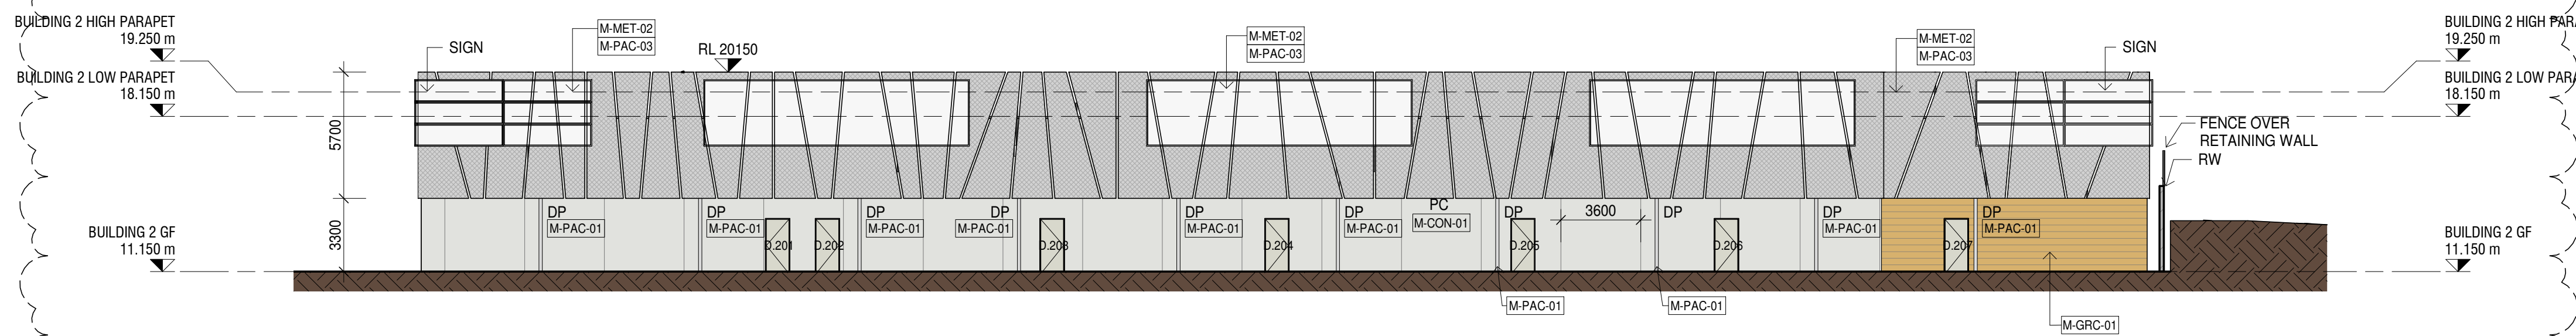 BUILDING 2 HIGH PARAPET
19.250 m
BUILDING 2 LOW PARAPET
18.150 m
BUILDING 2 GF
11.150 m
5700
3300
SIGN
M-MET-02
M-PAC-03
RL 20150
M-MET-02
M-PAC-03
M-MET-02
M-PAC-03
SIGN
BUILDING 2 HIGH PARA
19.250 m
BUILDING 2 LOW PARA
18.150 m
FENCE OVER
RETAINING WALL
RW
BUILDING 2 GF
11.150 m
DP
M-PAC-01
DP
M-PAC-01
D.201
D.202
DP
M-PAC-01
DP
M-PAC-01
D.203
DP
M-PAC-01
D.204
DP
M-PAC-01
PC
M-CON-01
DP
D.205
3600
DP
D.206
DP
M-PAC-01
D.207
DP
M-PAC-01
M-PAC-01
M-PAC-01
M-GRC-01